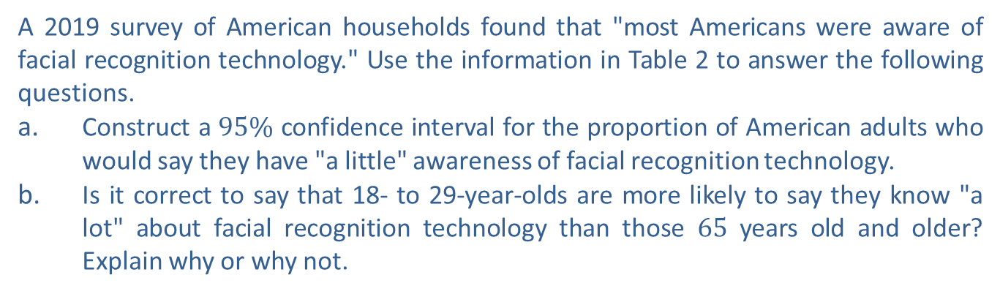 A 2019 survey of American households found that "most Americans were aware of
facial recognition technology." Use the information in Table 2 to answer the following
questions.
a. Construct a 95% confidence interval for the proportion of American adults who
would say they have "a little" awareness of facial recognition technology.
b. Is it correct to say that 18- to 29-year-olds are more likely to say they know "a
lot" about facial recognition technology than those 65 years old and older?
Explain why or why not.